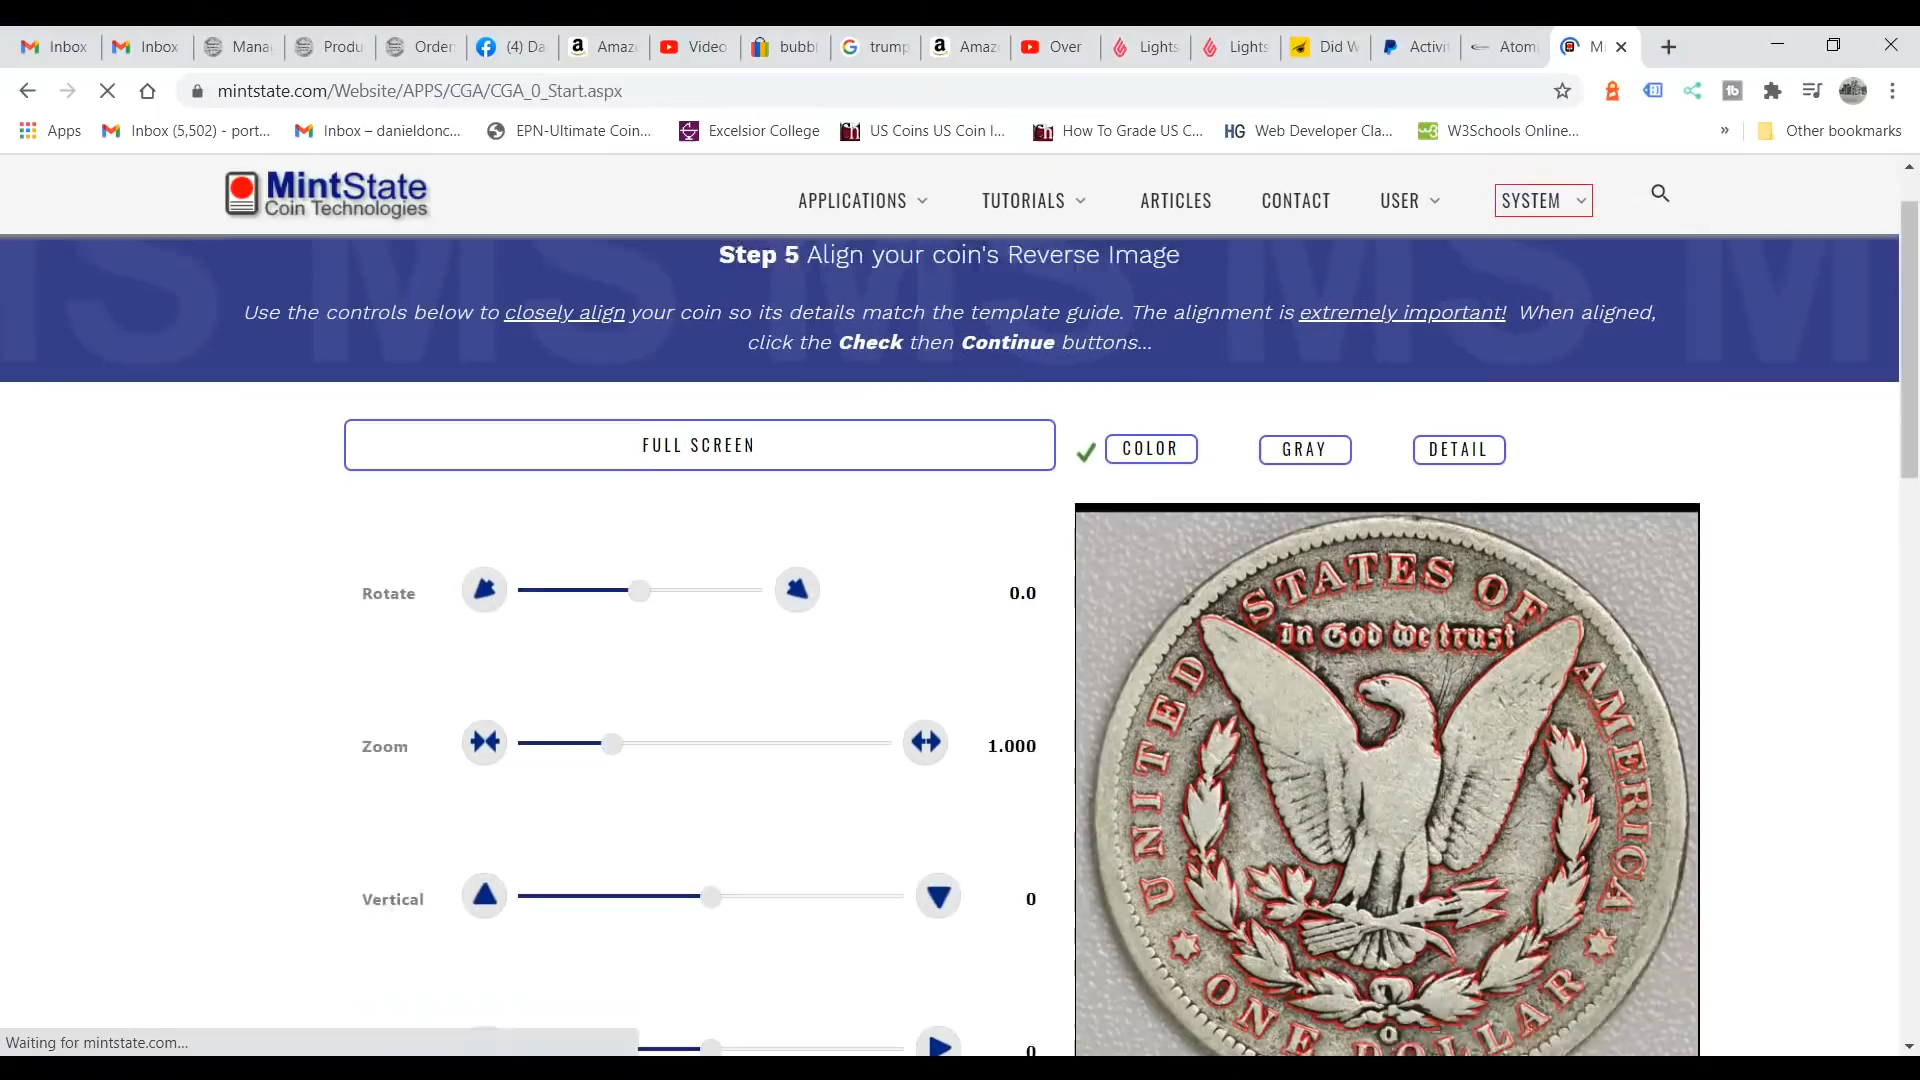 Inbox
Inbox
Mana
Produ
Order
(4) Da
Amaz
Video
bubbl
trump
Amaz
Over
Lights
Lights
Did W
Activit
Atom
Mi
mintstate.com/Website/APPS/CGA/CGA_0_Start.aspx
Apps
Inbox (5,502) - port...
Inbox – danieldonc...
EPN-Ultimate Coin...
Excelsior College
US Coins US Coin I...
How To Grade US C...
HG Web Developer Cla...
W3Schools Online...
»
Other bookmarks
MintState
Coin Technologies
APPLICATIONS
TUTORIALS
ARTICLES
CONTACT
USER
SYSTEM
Step 5 Align your coin's Reverse Image
Use the controls below to closely align your coin so its details match the template guide. The alignment is extremely important! When aligned,
click the Check then Continue buttons...
FULL SCREEN
COLOR
GRAY
DETAIL
Rotate
0.0
Zoom
1.000
Vertical
0
0
UNITED STATES OF AMERICA
In God we trust
O
ONE DOLLAR
Waiting for mintstate.com...